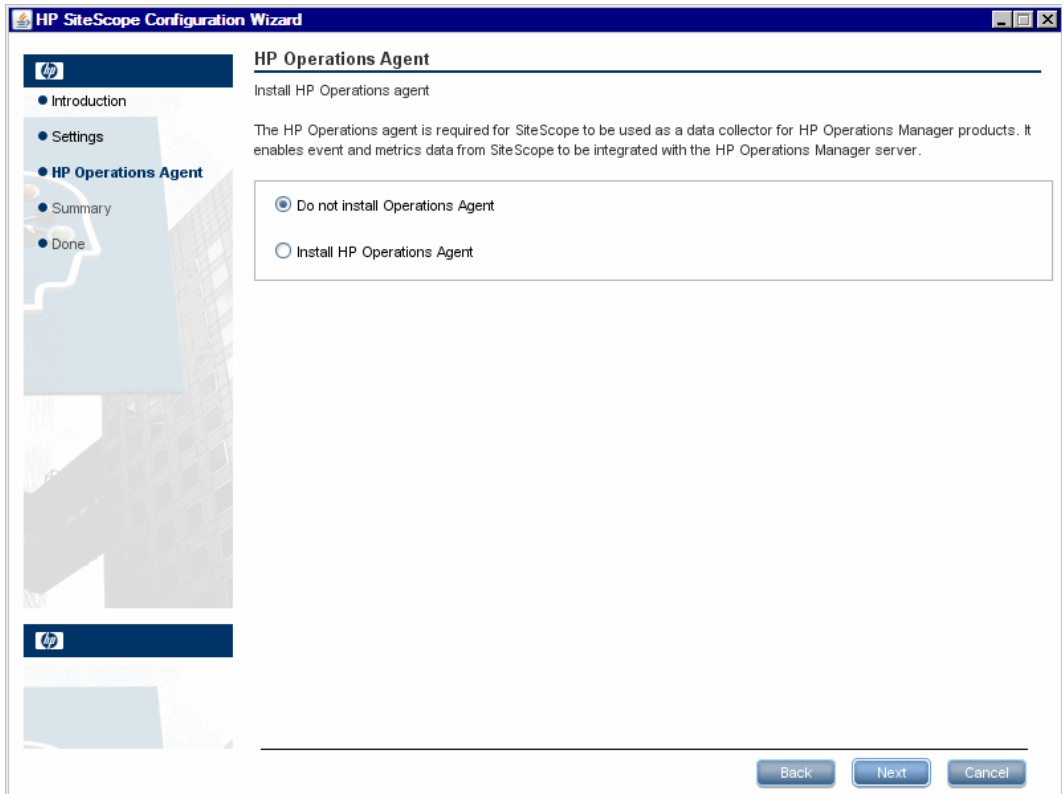 HP SiteScope Configuration Wizard
hp
Introduction
Settings
HP Operations Agent
Summary
Done
hp
HP Operations Agent
Install HP Operations agent
The HP Operations agent is required for SiteScope to be used as a data collector for HP Operations Manager products. It
enables event and metrics data from SiteScope to be integrated with the HP Operations Manager server.
Do not install Operations Agent
Install HP Operations Agent
Back
Next
Cancel